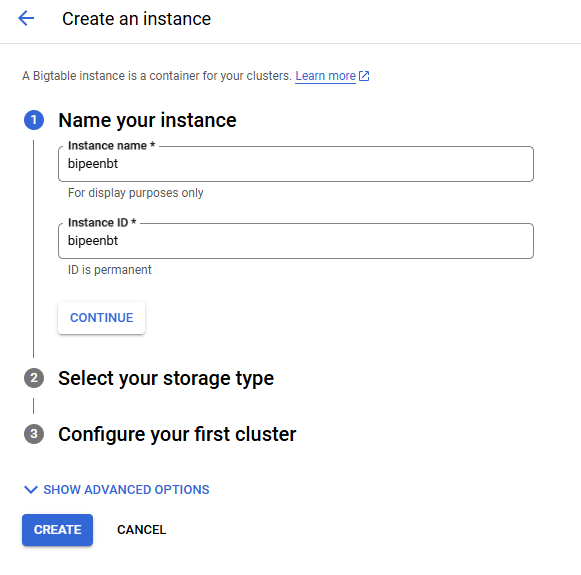 Create an instance
A Bigtable instance is a container for your clusters. Learn more
1 Name your instance
Instance name *
bipeenbt
For display purposes only
Instance ID *
bipeenbt
ID is permanent
CONTINUE
2 Select your storage type
3 Configure your first cluster
SHOW ADVANCED OPTIONS
CREATE CANCEL